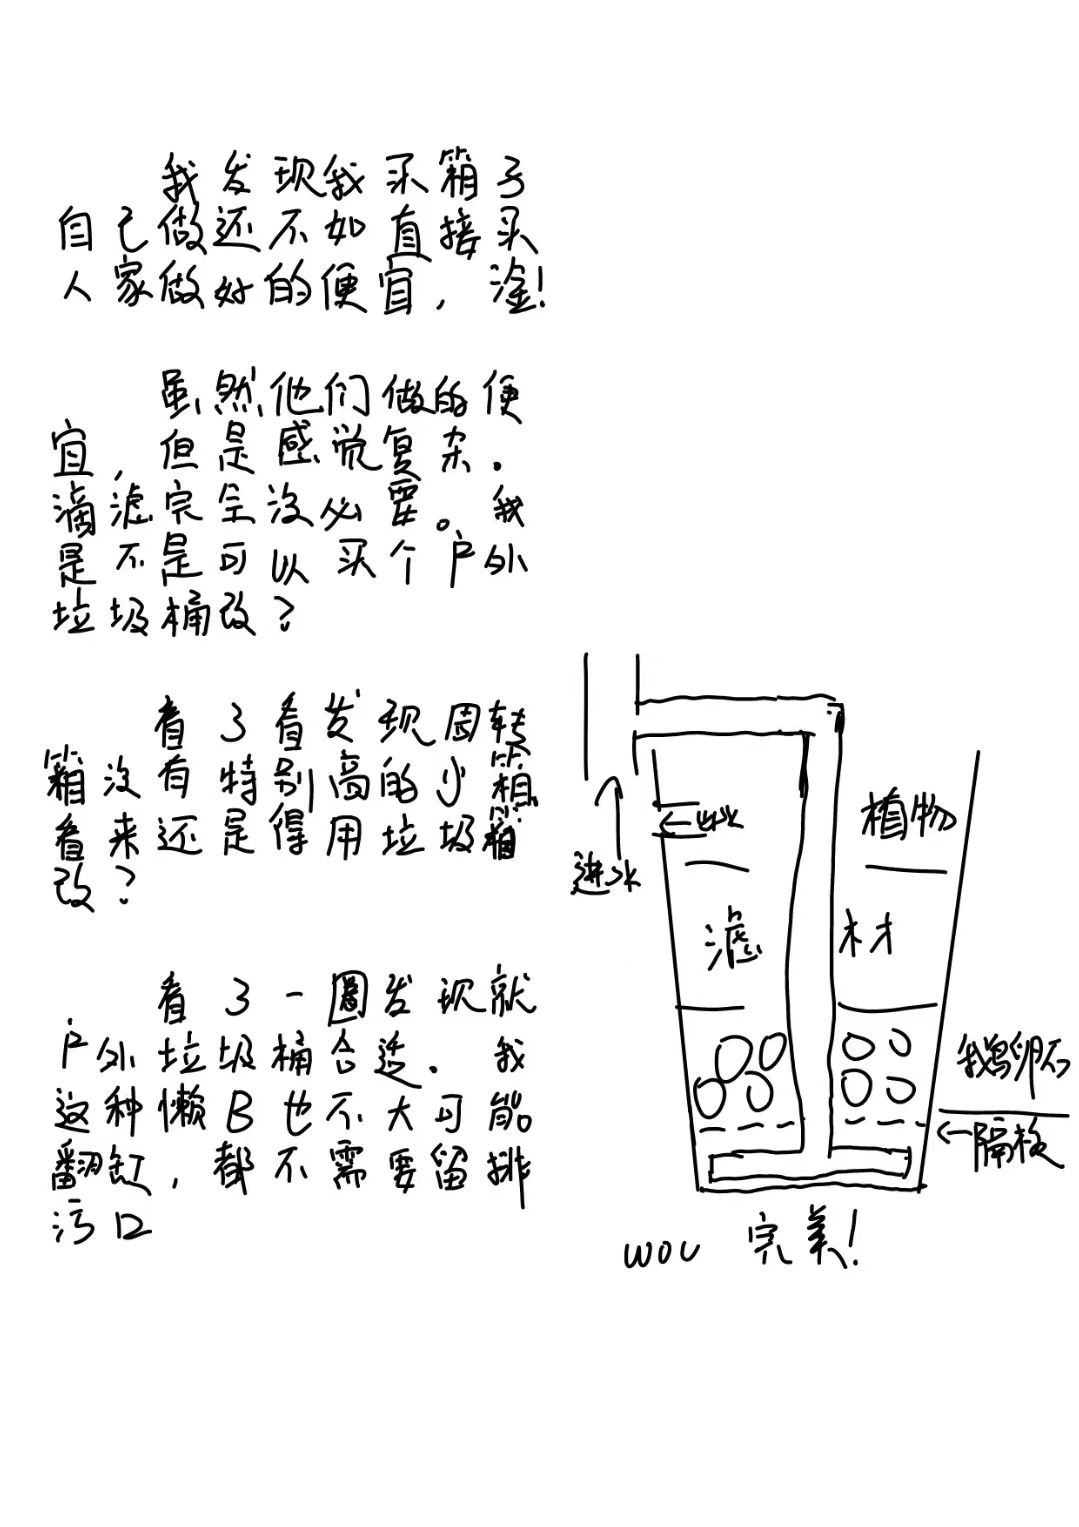 我发现我买箱子
自己做还不如直接买
人家做好的便宜，淦!
虽然他们做的便
宜，但是感觉复杂.
滴滤完全没必要。我
是不是可以买个户外
垃圾桶改?
看了看发现周转
箱没有特别高的小箱
看来还是得用垃圾箱
改?
看了一圈发现就
户外垃圾桶合适.我
这种懒B也不大可能
翻缸,都不需要留排
污口
进水
植物
滤材
我鹅卵石
←隔板
wou 完美!